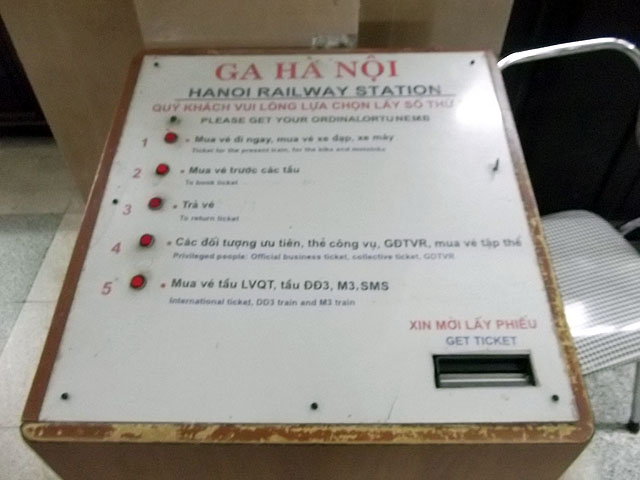 GA HÀ NỘI
HANOI RAILWAY STATION
QUÝ KHÁCH VUI LÒNG LỰA CHỌN LẤY SỐ THỨ
PLEASE GET YOUR
1 Mua vé đi ngay, mua vé xe đạp, xe máy
Ticket for the present train, for the bike and
2 Mua vé trước các tầu
To book ticket
3 Trả vé
To return ticket
4 Các đối tượng ưu tiên, thẻ công vụ, GĐTVR, mua vé tập thể
Privileged people: Official business ticket, collective ticket, GDTVR
5 Mua vé tầu LVQT, tầu ĐĐ3, M3,SMS
International ticket, DD3 train and M3 train
XIN MỜI LẤY PHIẾU
GET TICKET